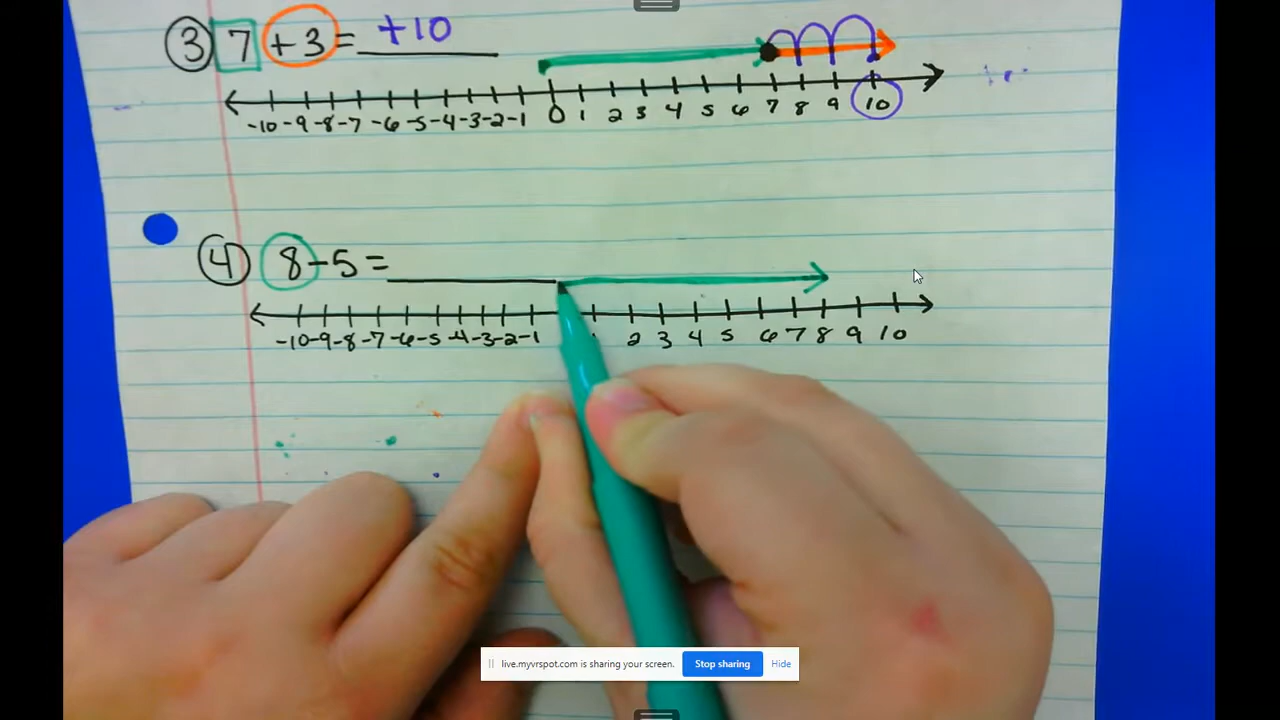 3 7 + 3 = +10
-10 -9 -8 -7 -6 -5 -4 -3 -2 -1 0 1 2 3 4 5 6 7 8 9 10
4 8 - 5 =
-10 -9 -8 -7 -6 -5 -4 -3 -2 -1 2 3 4 5 6 7 8 9 10
live.myvrspot.com is sharing your screen. Stop sharing Hide